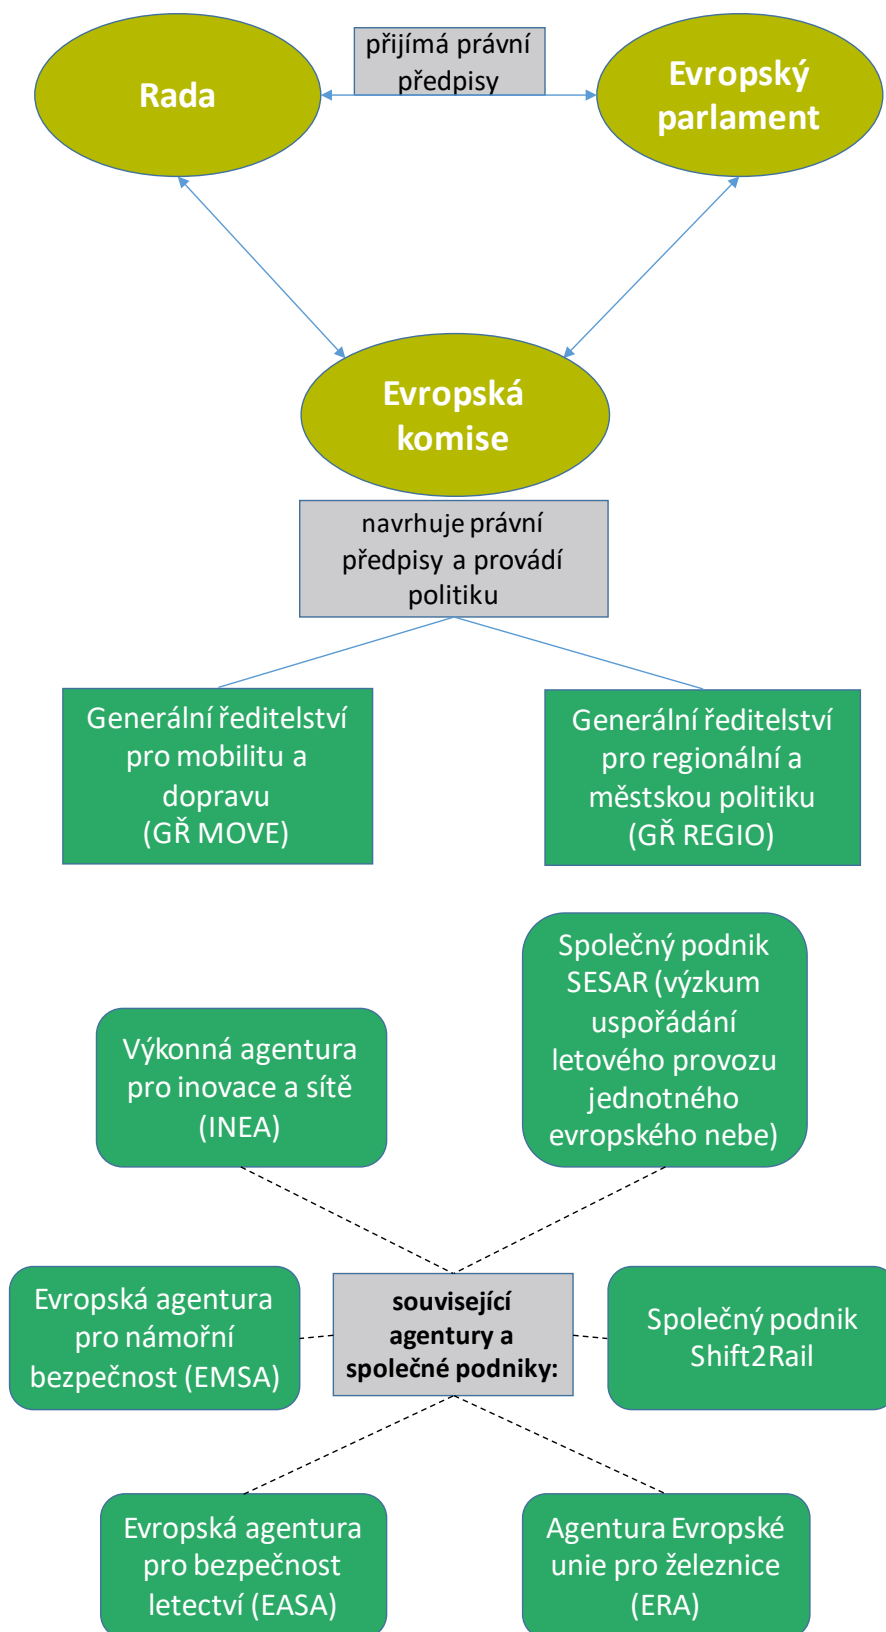 přijímá právní
předpisy
Rada
Evropský
parlament
Evropská
komise
navrhuje právní
předpisy a provádí
politiku
Generální ředitelství
pro mobilitu a
dopravu
(GŘ MOVE)
Generální ředitelství
pro regionální a
městskou politiku
(GŘ REGIO)
Výkonná agentura
pro inovace a sítě
(INEA)
Společný podnik
SESAR (výzkum
uspořádání
letového provozu
jednotného
evropského nebe)
Evropská agentura
pro námořní
bezpečnost (EMSA)
související
agentury a
společné podniky:
Společný podnik
Shift2Rail
Evropská agentura
pro bezpečnost
letectví (EASA)
Agentura Evropské
unie pro železnice
(ERA)